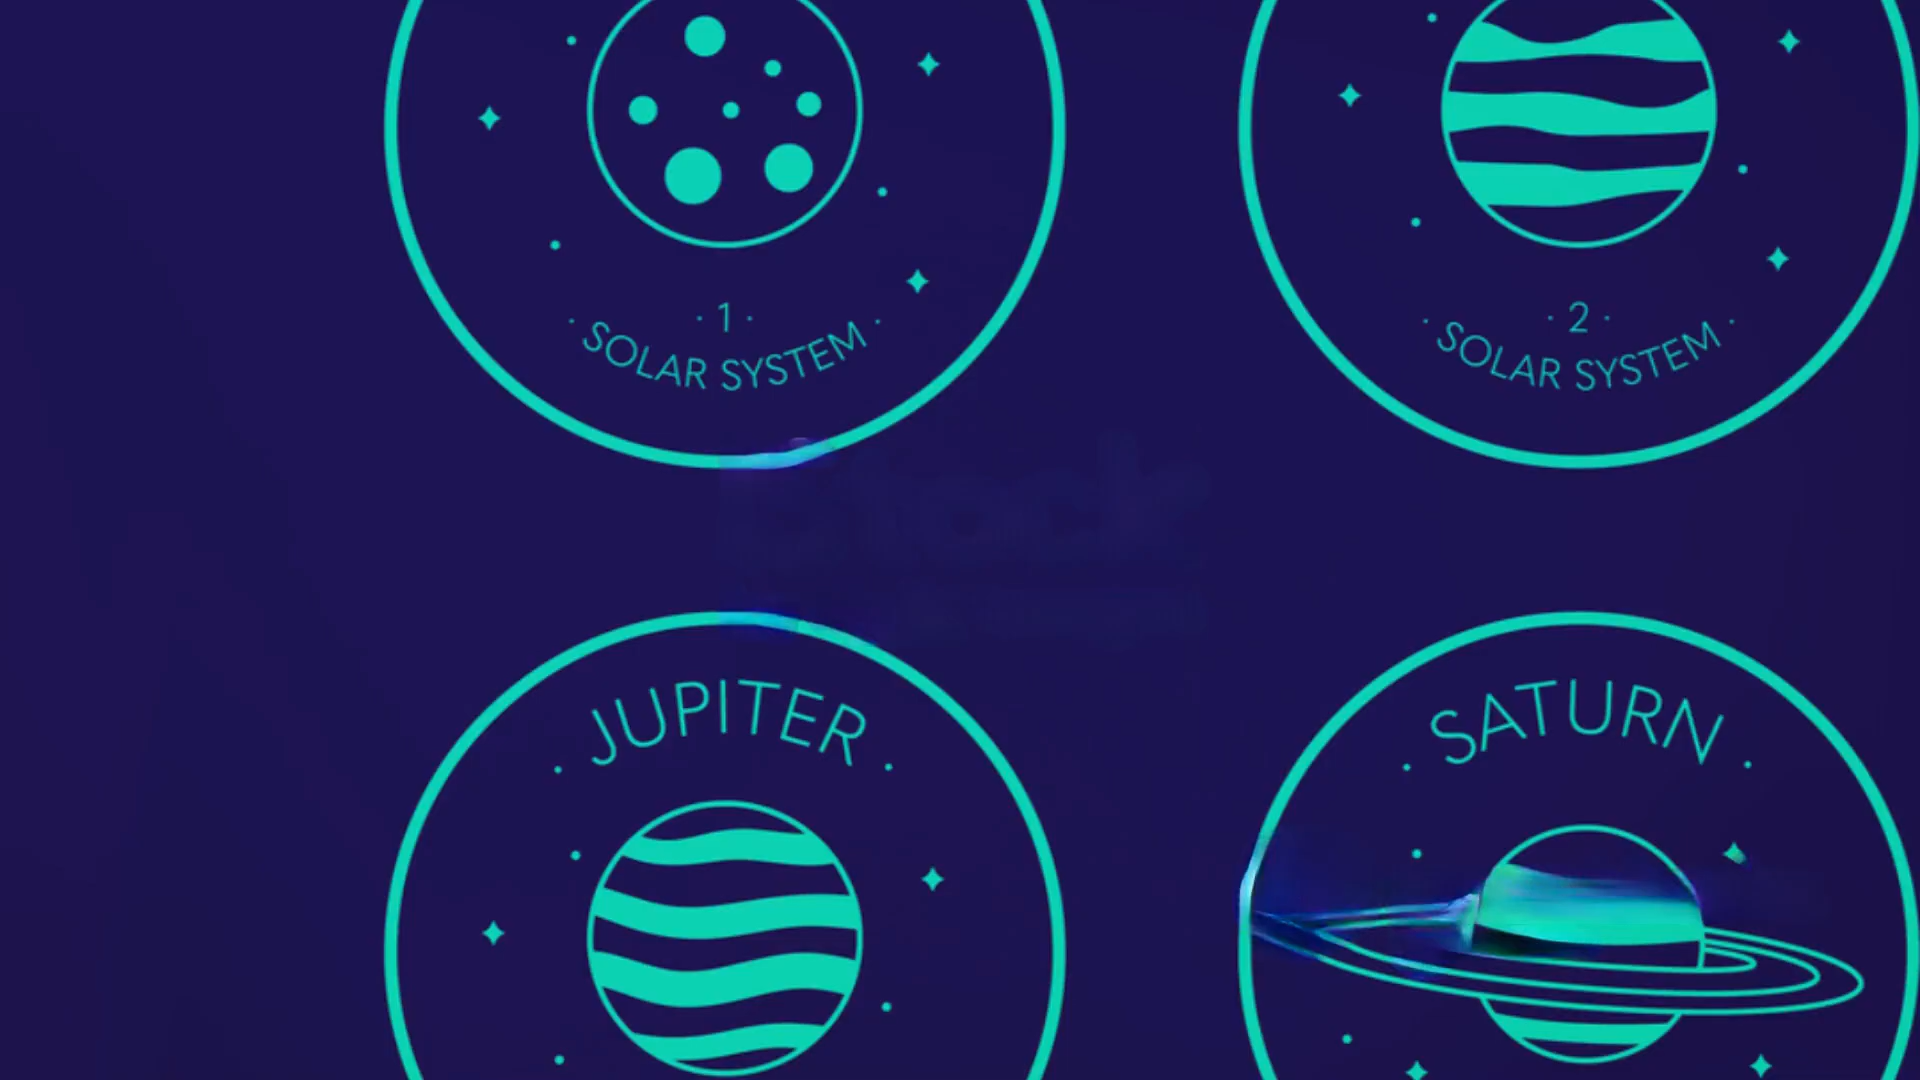 · 1 ·
· SOLAR SYSTEM ·
· 2 ·
· SOLAR SYSTEM ·
· JUPITER ·
· SATURN ·